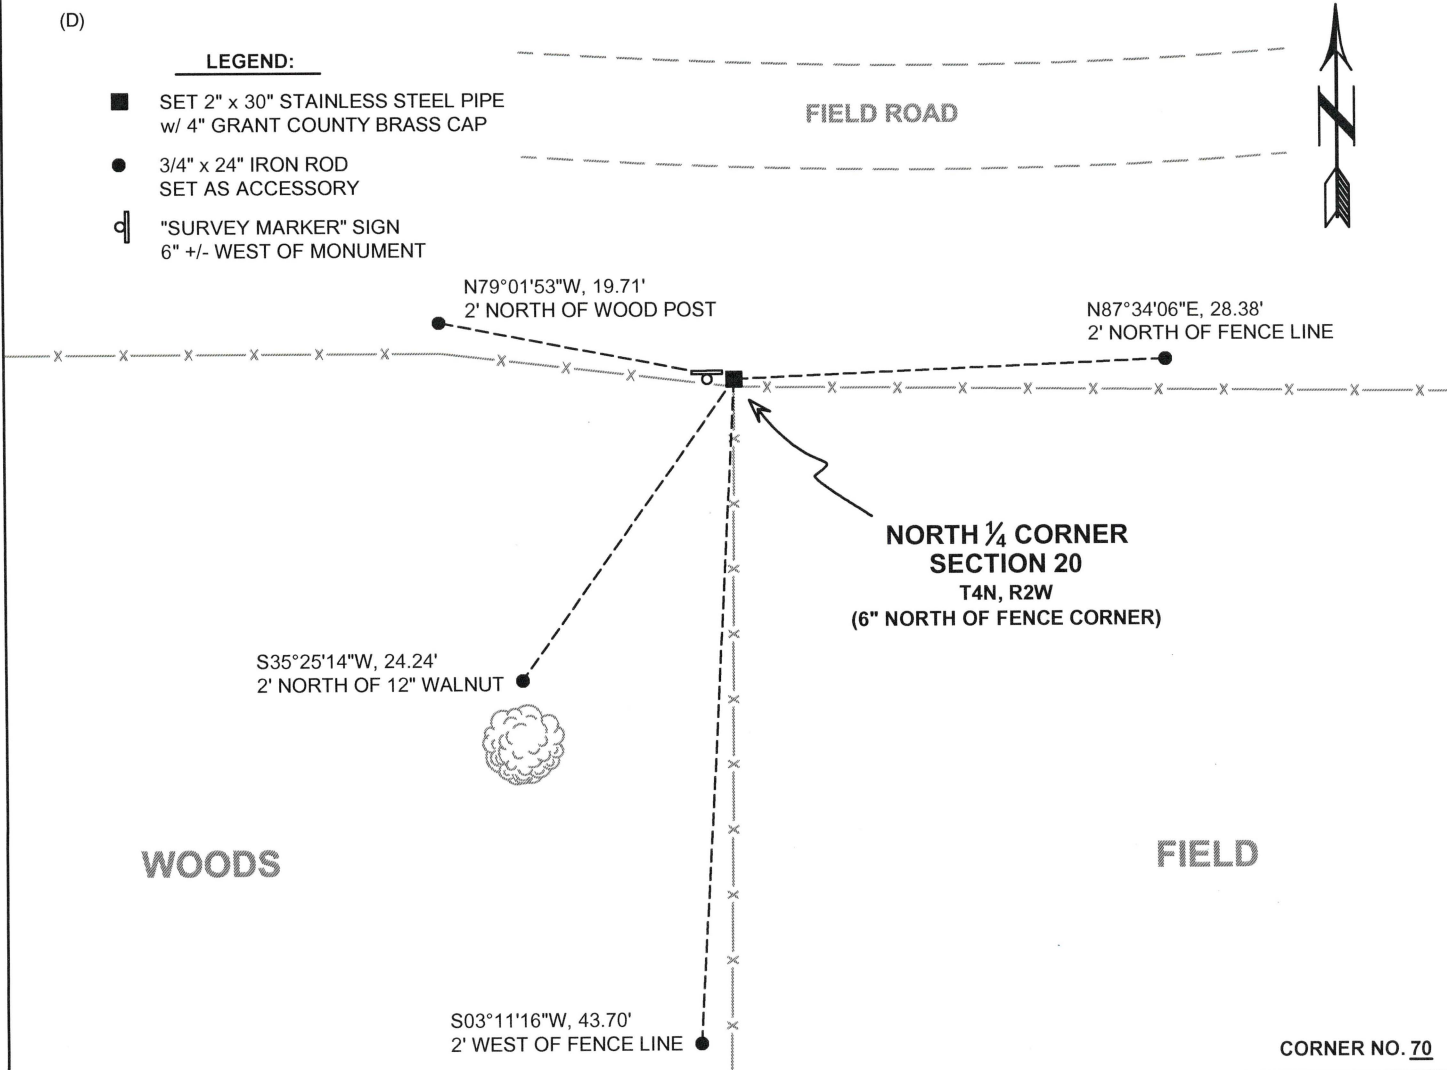 (D)
LEGEND:
SET 2" x 30" STAINLESS STEEL PIPE
w/ 4" GRANT COUNTY BRASS CAP
3/4" x 24" IRON ROD
SET AS ACCESSORY
"SURVEY MARKER" SIGN
6" +/- WEST OF MONUMENT
FIELD ROAD
N
N79°01'53"W, 19.71'
2' NORTH OF WOOD POST
N87°34'06"E, 28.38'
2' NORTH OF FENCE LINE
NORTH ¼ CORNER
SECTION 20
T4N, R2W
(6" NORTH OF FENCE CORNER)
S35°25'14"W, 24.24'
2' NORTH OF 12" WALNUT
WOODS
FIELD
S03°11'16"W, 43.70'
2' WEST OF FENCE LINE
CORNER NO. 70